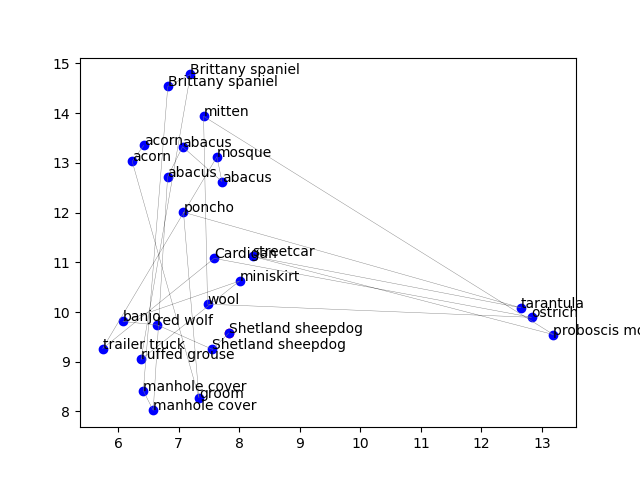 15
Brittany spaniel
Brittany spaniel
14
mitten
acorn
abacus
mosque
13
acorn
abacus
abacus
12
poncho
11
Cardigan
streetcar
miniskirt
10
wool
tarantula
ostrich
banjo
red wolf
Shetland sheepdog
proboscis mo
9
trailer truck
Shetland sheepdog
ruffed grouse
manhole cover
groom
8
manhole cover
6
7
8
9
10
11
12
13